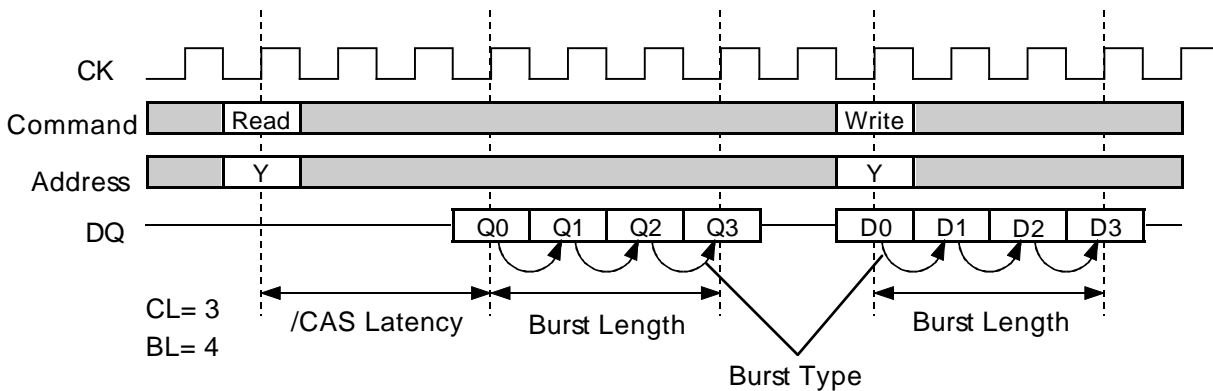 CK
Command Read Write
Address Y Y
DQ Q0 Q1 Q2 Q3 D0 D1 D2 D3
CL= 3 /CAS Latency Burst Length Burst Length
BL= 4
Burst Type